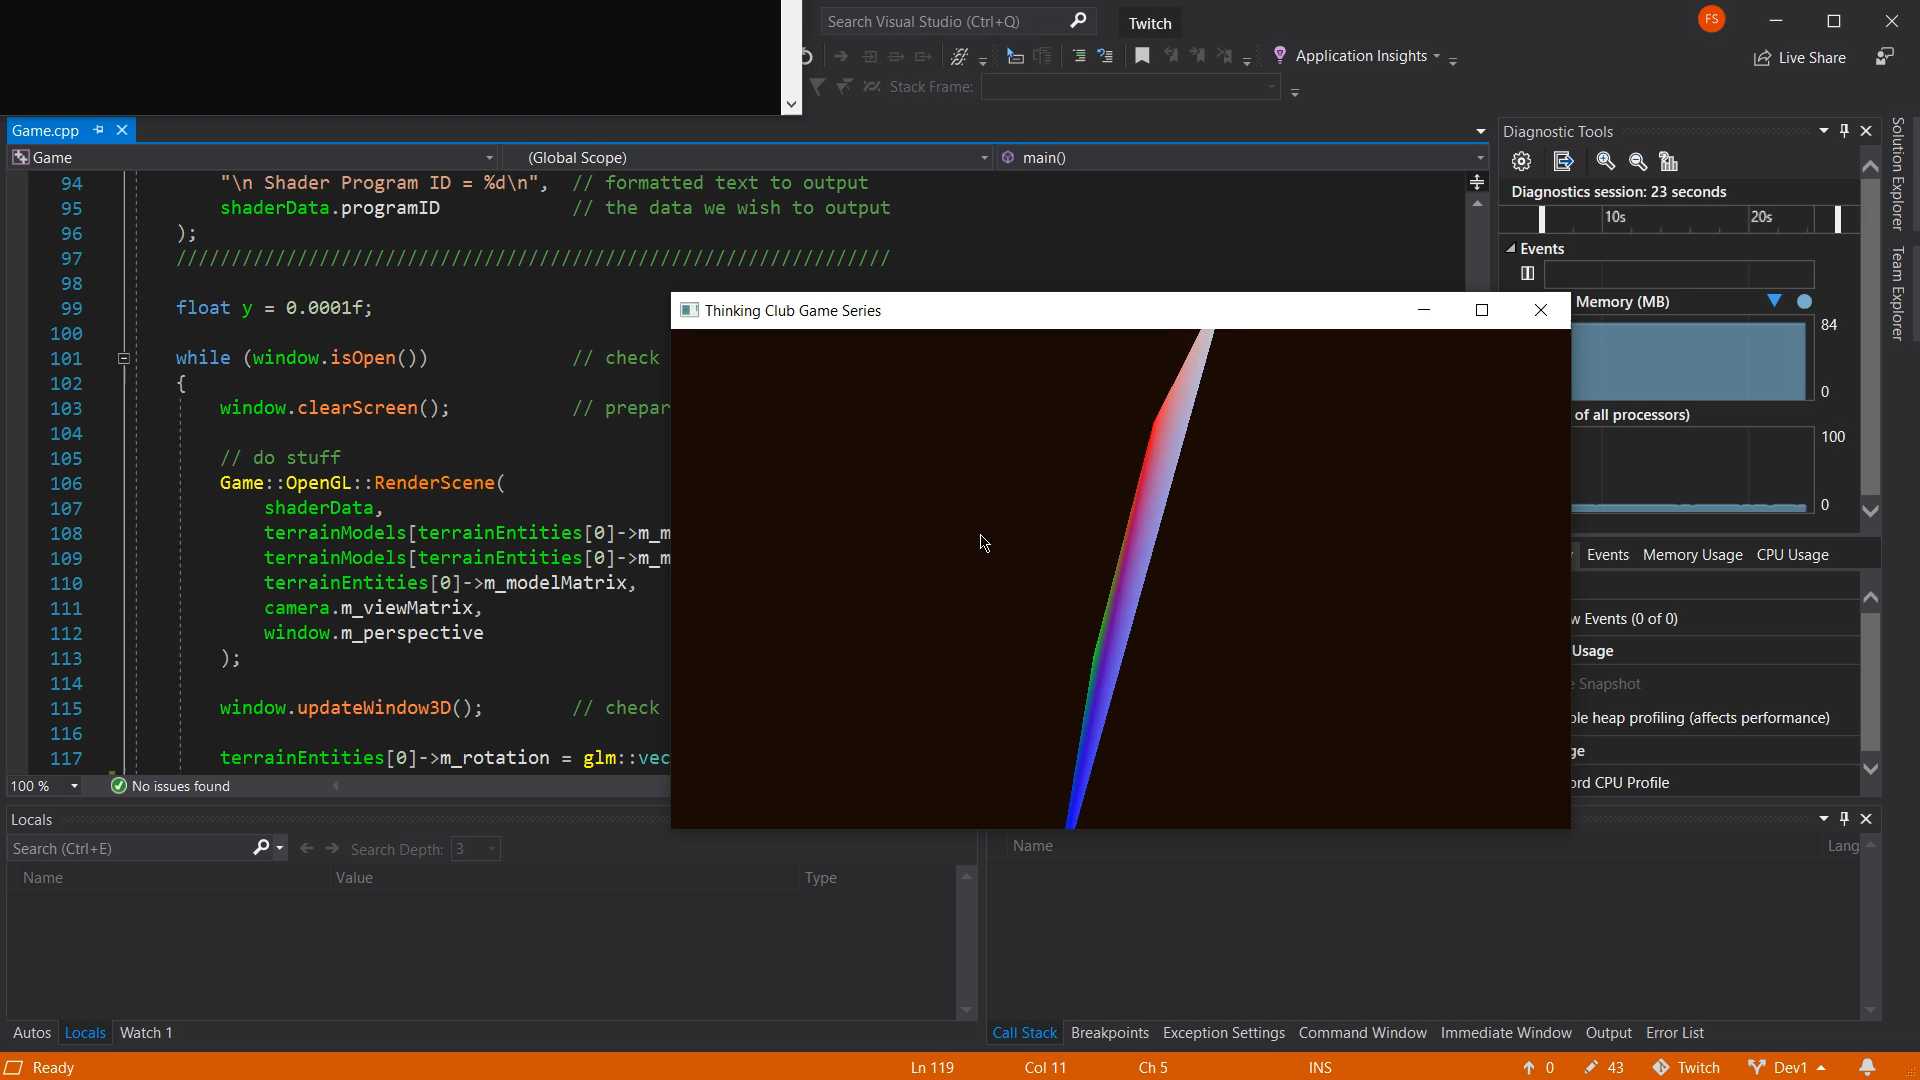 Search Visual Studio (Ctrl+Q)
Twitch
FS
Application Insights
Live Share
Stack Frame:
Game.cpp
Game
(Global Scope)
main()
94 "\n Shader Program ID = %d\n", // formatted text to output
95 shaderData.programID // the data we wish to output
96 );
97 /////////////////////////////////////////////////////////////////
98
99 float y = 0.0001f;
100
101 while (window.isOpen()) // check
102 {
103 window.clearScreen(); // prepar
104
105 // do stuff
106 Game::OpenGL::RenderScene(
107 shaderData,
108 terrainModels[terrainEntities[0]->m_m
109 terrainModels[terrainEntities[0]->m_m
110 terrainEntities[0]->m_modelMatrix,
111 camera.m_viewMatrix,
112 window.m_perspective
113 );
114
115 window.updateWindow3D(); // check
116
117 terrainEntities[0]->m_rotation = glm::vec
100 %
No issues found
Thinking Club Game Series
Diagnostic Tools
Diagnostics session: 23 seconds
10s
20s
Events
Memory (MB)
84
0
of all processors)
100
0
Events
Memory Usage
CPU Usage
w Events (0 of 0)
Usage
e Snapshot
ble heap profiling (affects performance)
ge
ord CPU Profile
Solution Explorer
Team Explorer
Locals
Search (Ctrl+E)
Search Depth: 3
Name
Value
Type
Name
Lang
Autos
Locals
Watch 1
Call Stack
Breakpoints
Exception Settings
Command Window
Immediate Window
Output
Error List
Ready
Ln 119
Col 11
Ch 5
INS
0
43
Twitch
Dev1